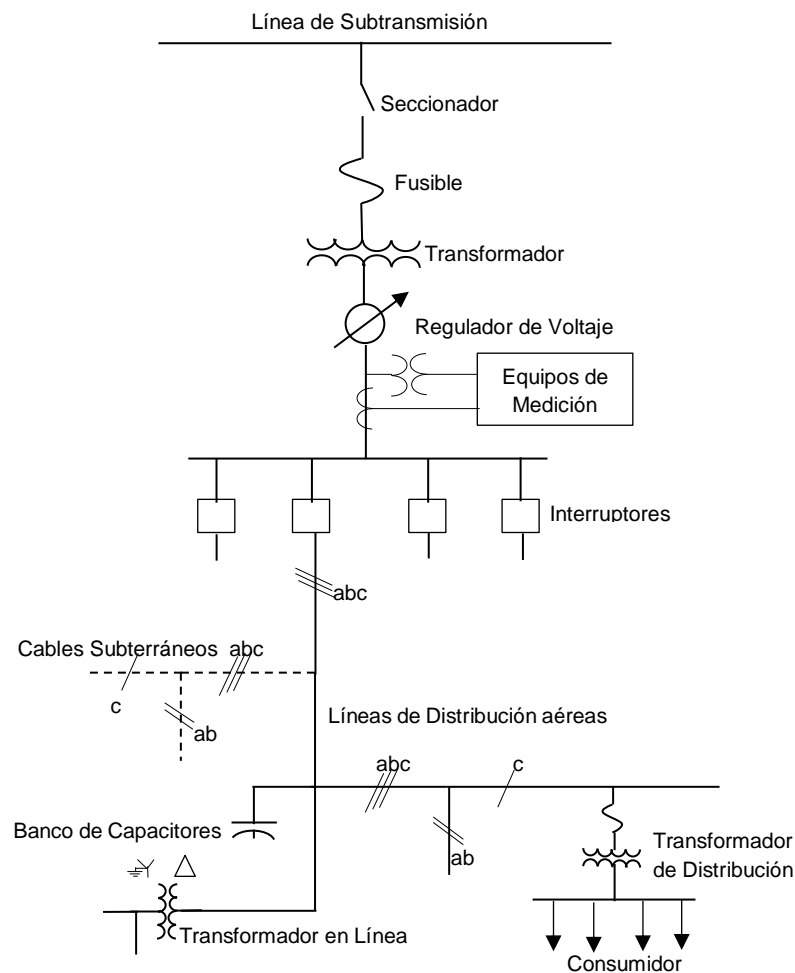 Línea de Subtransmisión
Seccionador
Fusible
Transformador
Regulador de Voltaje
Equipos de
Medición
Interruptores
abc
Cables Subterráneos
abc
c
ab
Líneas de Distribución aéreas
abc
c
Banco de Capacitores
ab
Transformador
de Distribución
Transformador en Línea
Consumidor